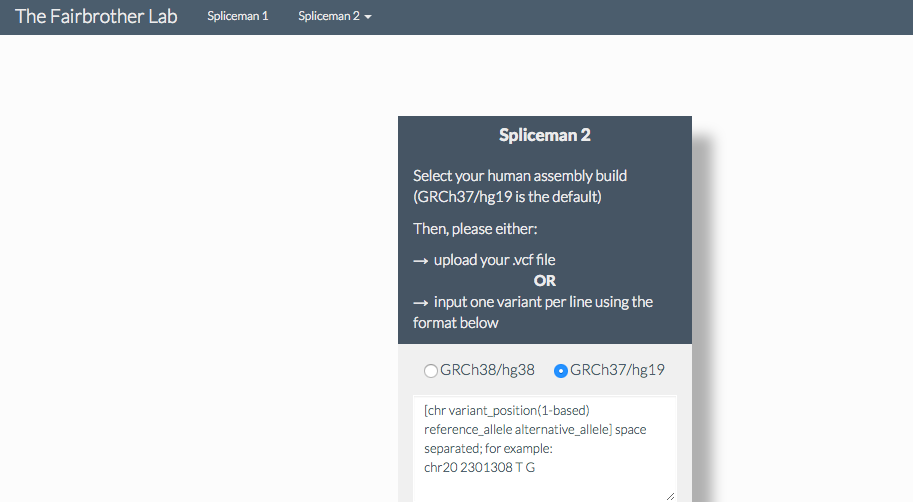 The Fairbrother Lab Spliceman 1 Spliceman 2
Spliceman 2
Select your human assembly build
(GRCh37/hg19 is the default)
Then, please either:
→ upload your .vcf file
OR
→ input one variant per line using the
format below
GRCh38/hg38 GRCh37/hg19
[chr variant_position(1-based)
reference_allele alternative_allele] space
separated; for example:
chr20 2301308 T G